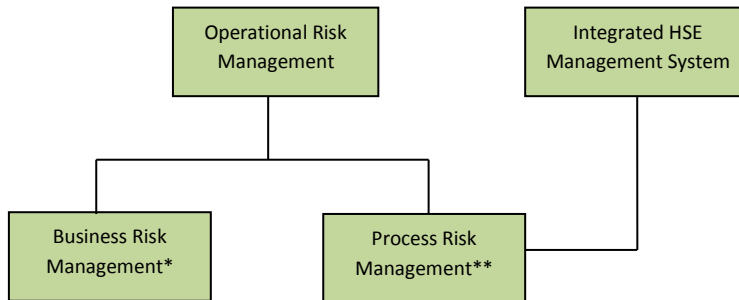 Operational Risk
Management
Integrated HSE
Management System
Business Risk
Management*
Process Risk
Management**